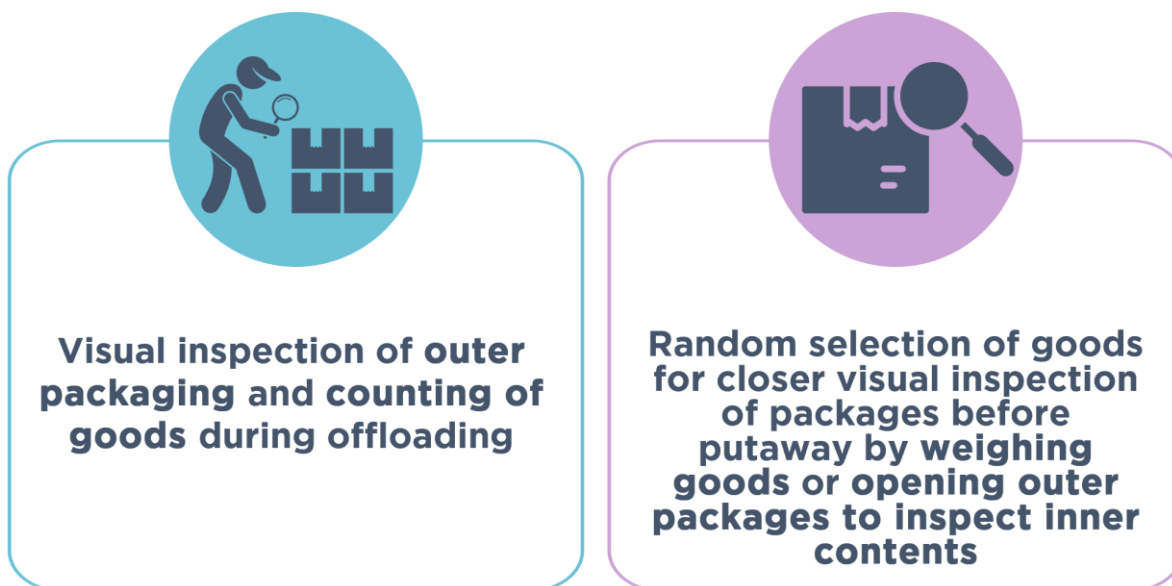 Visual inspection of outer
packaging and counting of
goods during offloading
Random selection of goods
for closer visual inspection
of packages before
putaway by weighing
goods or opening outer
packages to inspect inner
contents